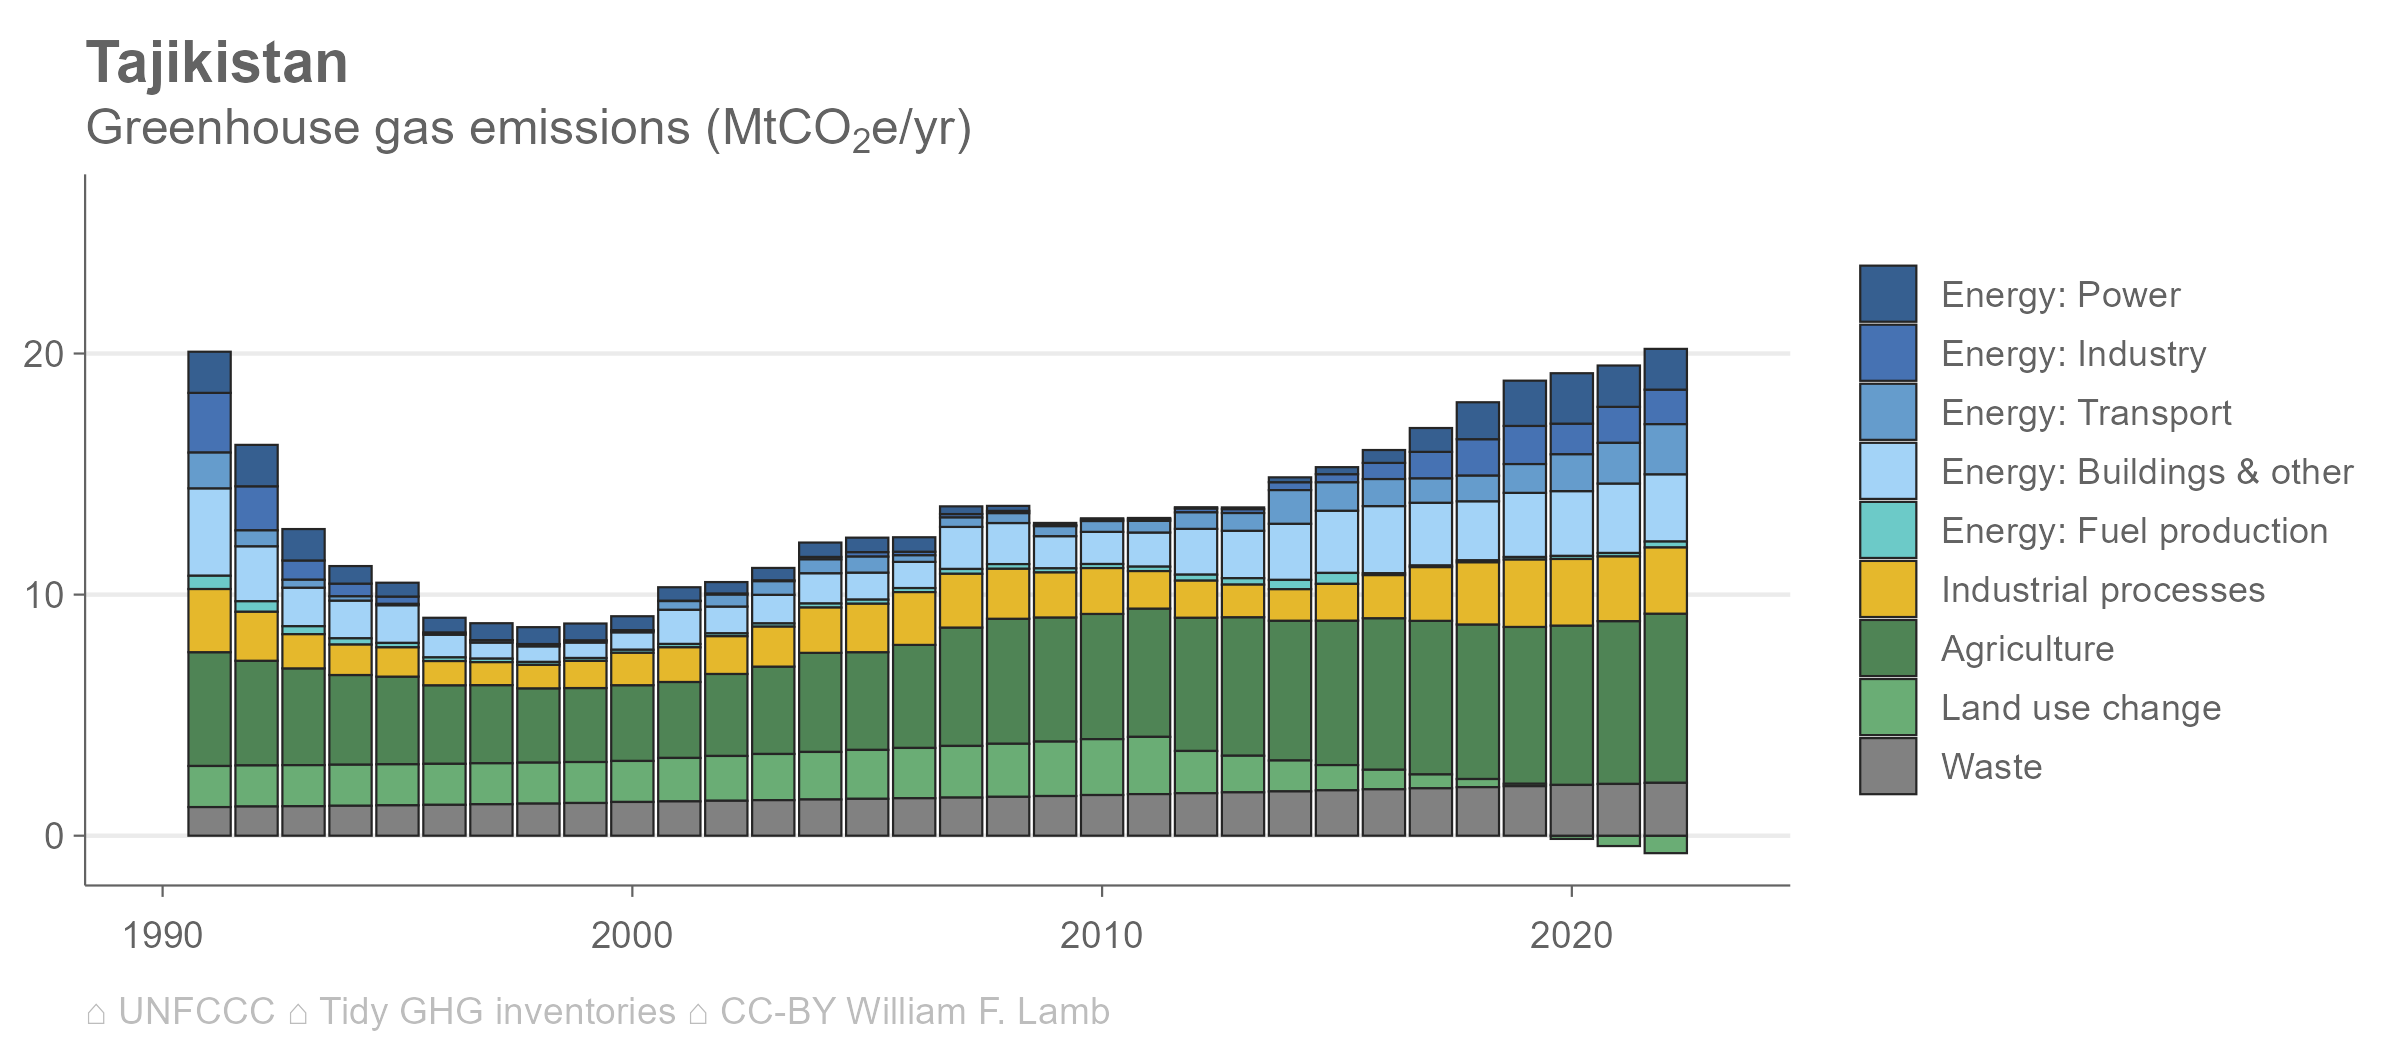 Tajikistan
Greenhouse gas emissions (MtCO₂e/yr)
20
10
0
1990
2000
2010
2020
Energy: Power
Energy: Industry
Energy: Transport
Energy: Buildings & other
Energy: Fuel production
Industrial processes
Agriculture
Land use change
Waste
⌂ UNFCCC ⌂ Tidy GHG inventories ⌂ CC-BY William F. Lamb